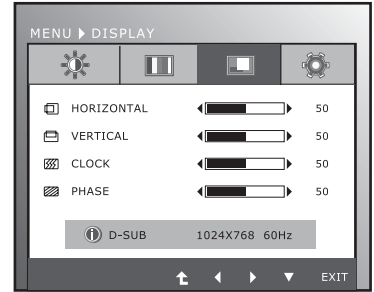 MENU ▶ DISPLAY
HORIZONTAL 50
VERTICAL 50
CLOCK 50
PHASE 50
D-SUB 1024X768 60Hz
EXIT